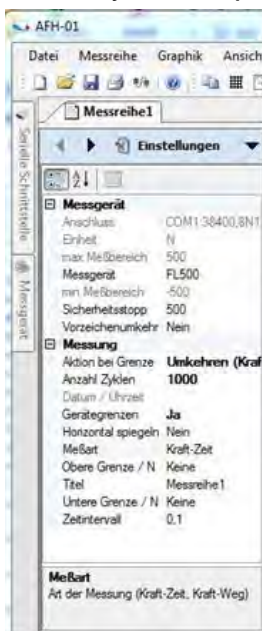 AFH-01
Datei Messreihe Graphik Ansich
Messreihe1
Einstellungen
Serielle Schnittstelle
Messgerät
Messgerät
Anschluss COM1:38400,8N1
Einheit N
max Meßbereich 500
Messgerät FL500
min Meßbereich -500
Sicherheitsstopp 500
Vorzeichenumkehr Nein
Messung
Aktion bei Grenze Umkehren (Kraf
Anzahl Zyklen 1000
Datum / Uhrzeit
Gerätegrenzen Ja
Horizontal spiegeln Nein
Meßart Kraft-Zeit
Obere Grenze / N Keine
Titel Messreihe1
Untere Grenze / N Keine
Zeitintervall 0.1
Meßart
Art der Messung (Kraft-Zeit, Kraft-Weg)